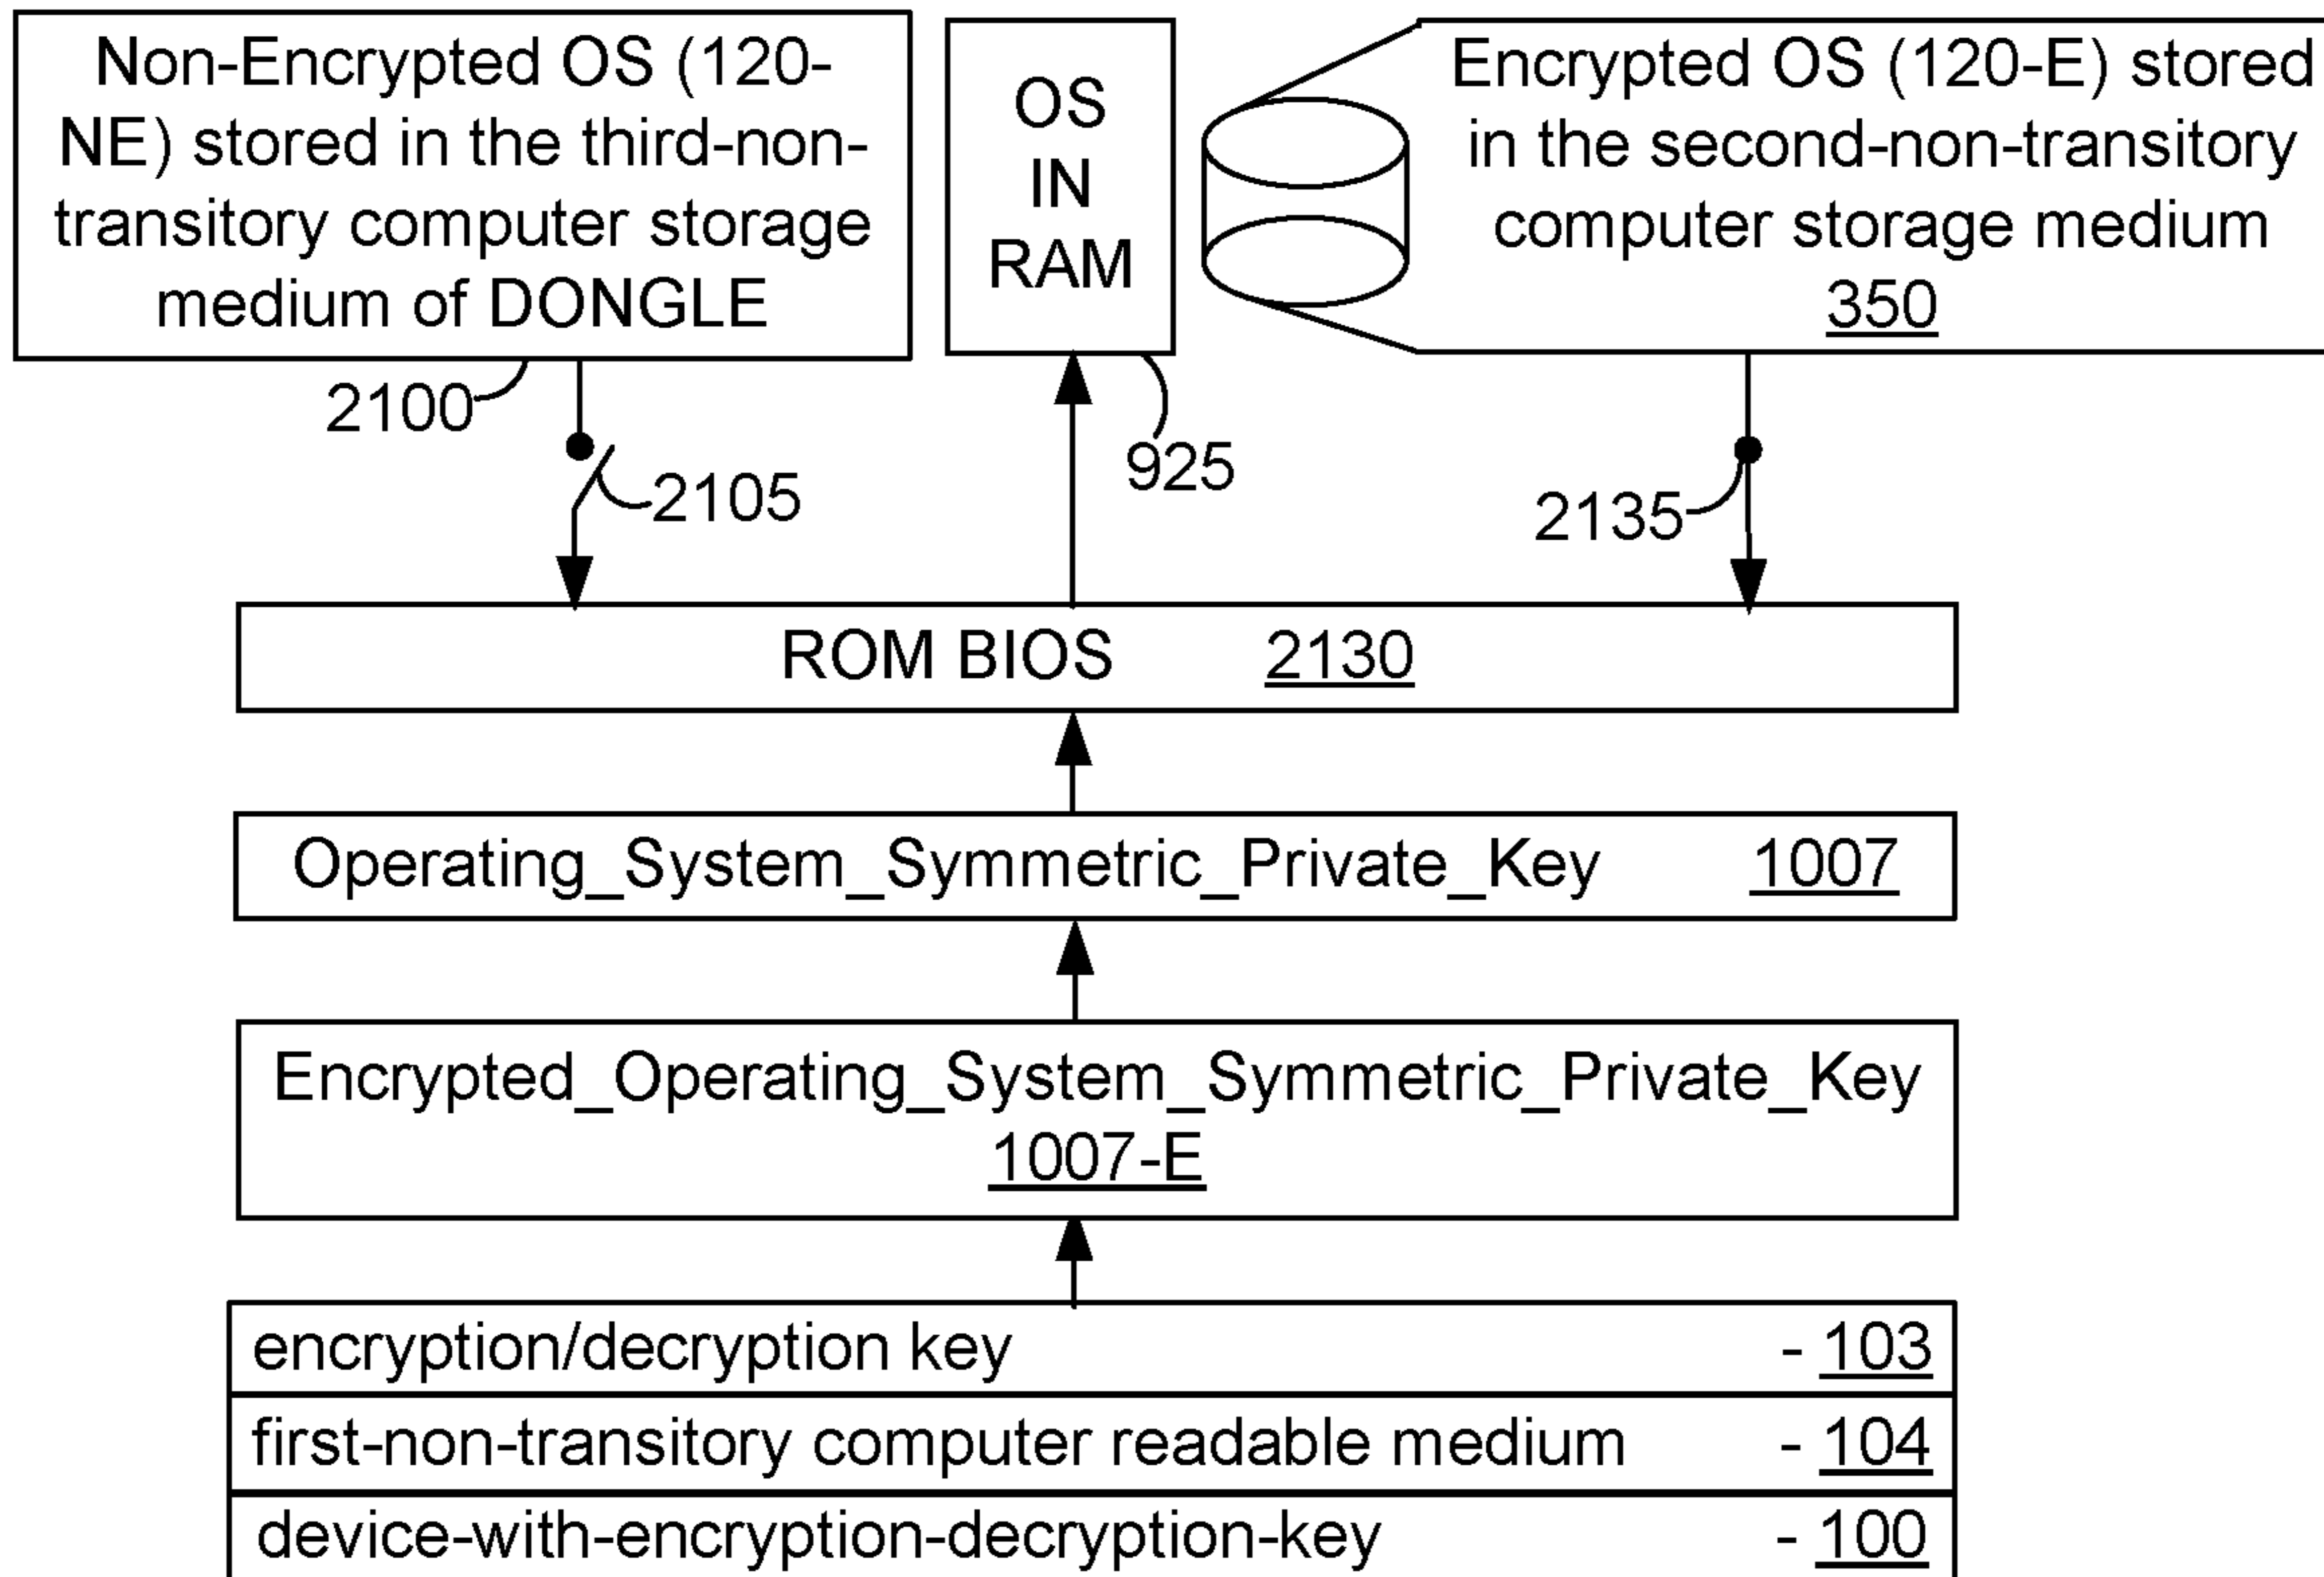 Non-Encrypted OS (120-
NE) stored in the third-non-
transitory computer storage
medium of DONGLE
2100
2105
OS
IN
RAM
925
Encrypted OS (120-E) stored
in the second-non-transitory
computer storage medium
350
2135
ROM BIOS 2130
Operating_System_Symmetric_Private_Key 1007
Encrypted_Operating_System_Symmetric_Private_Key
1007-E
encryption/decryption key - 103
first-non-transitory computer readable medium - 104
device-with-encryption-decryption-key - 100